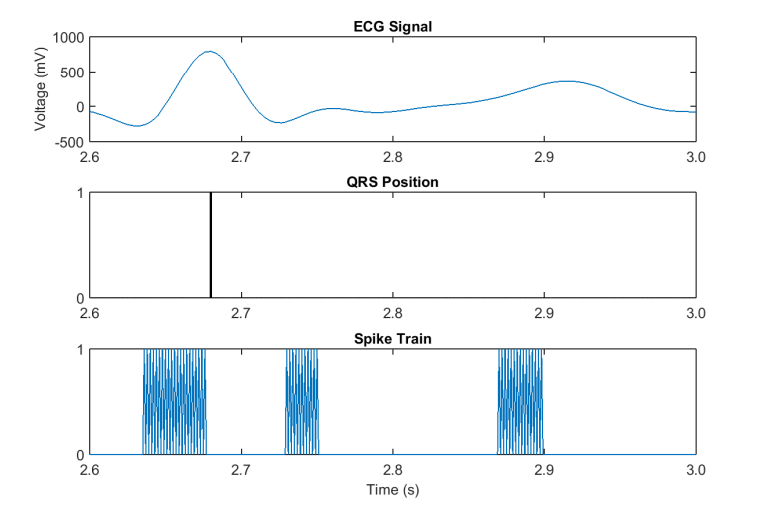 ECG Signal
1000
500
0
-500
Voltage (mV)
2.6 2.7 2.8 2.9 3.0
QRS Position
1
0
2.6 2.7 2.8 2.9 3.0
Spike Train
1
0
2.6 2.7 2.8 2.9 3.0
Time (s)